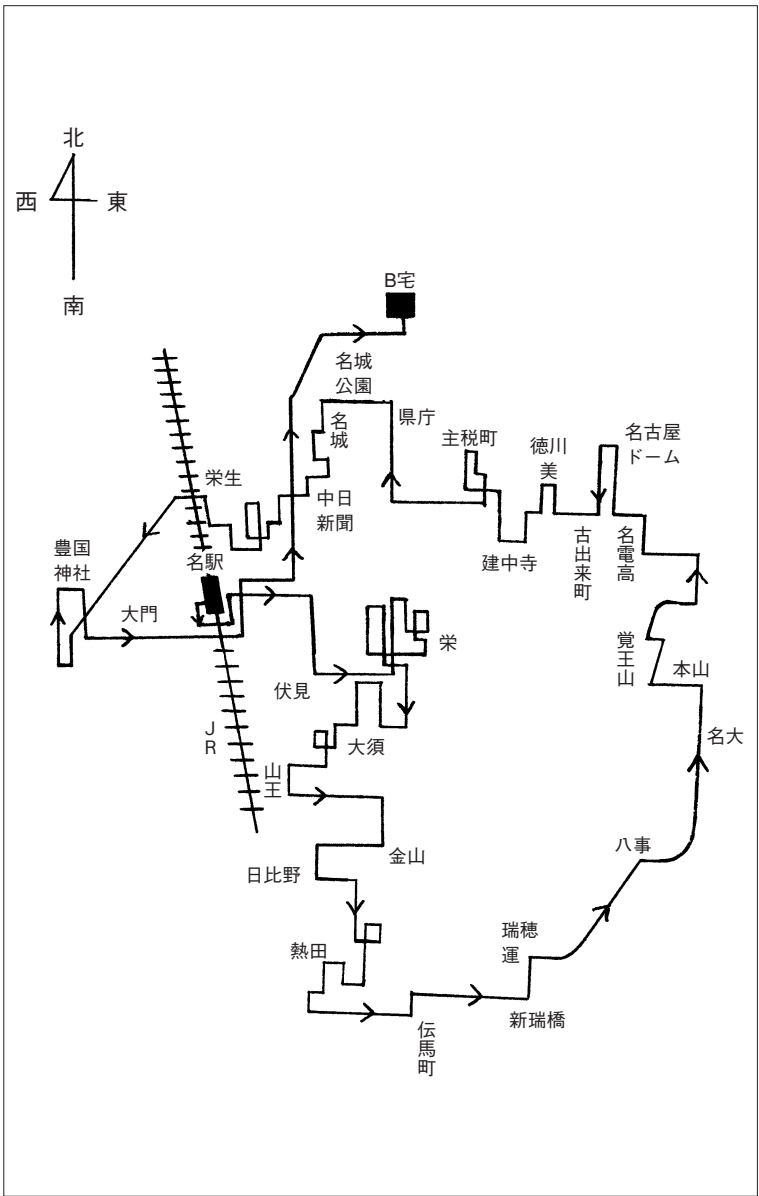 北
西
東
南
B宅
名城
公園
県庁
名城
主税町
徳川
美
名古屋
ドーム
栄生
中日
新聞
建中寺
古出来町
名電高
豊国
神社
名駅
大門
栄
覚王山
本山
伏見
大須
JR
山王
名大
金山
八事
日比野
瑞穂
運
熱田
新瑞橋
伝馬町